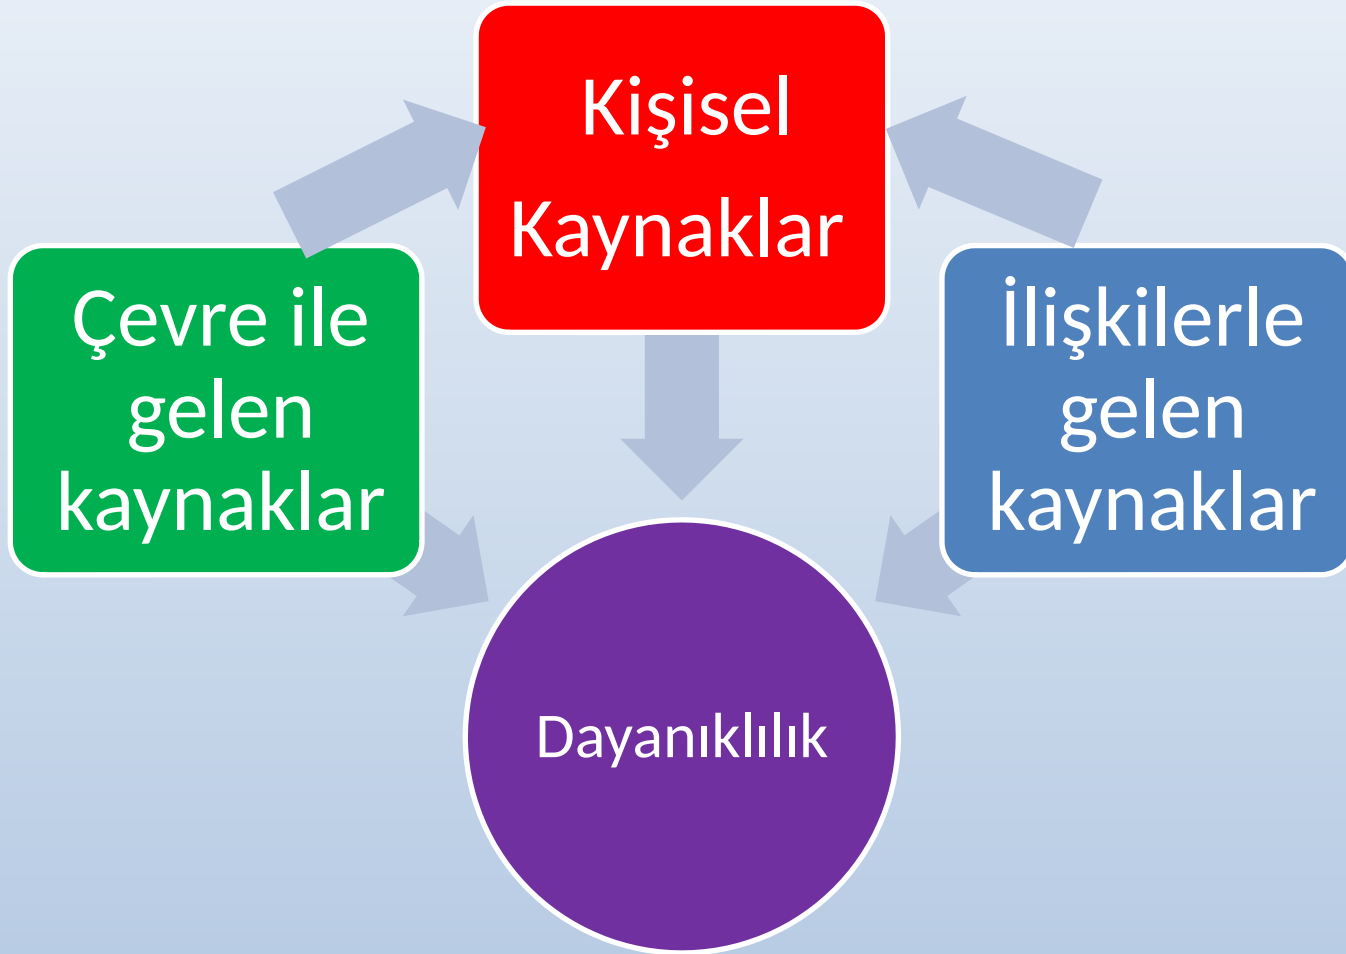 Kişisel
Kaynaklar
Çevre ile
gelen
kaynaklar
İlişkilerle
gelen
kaynaklar
Dayanıklılık